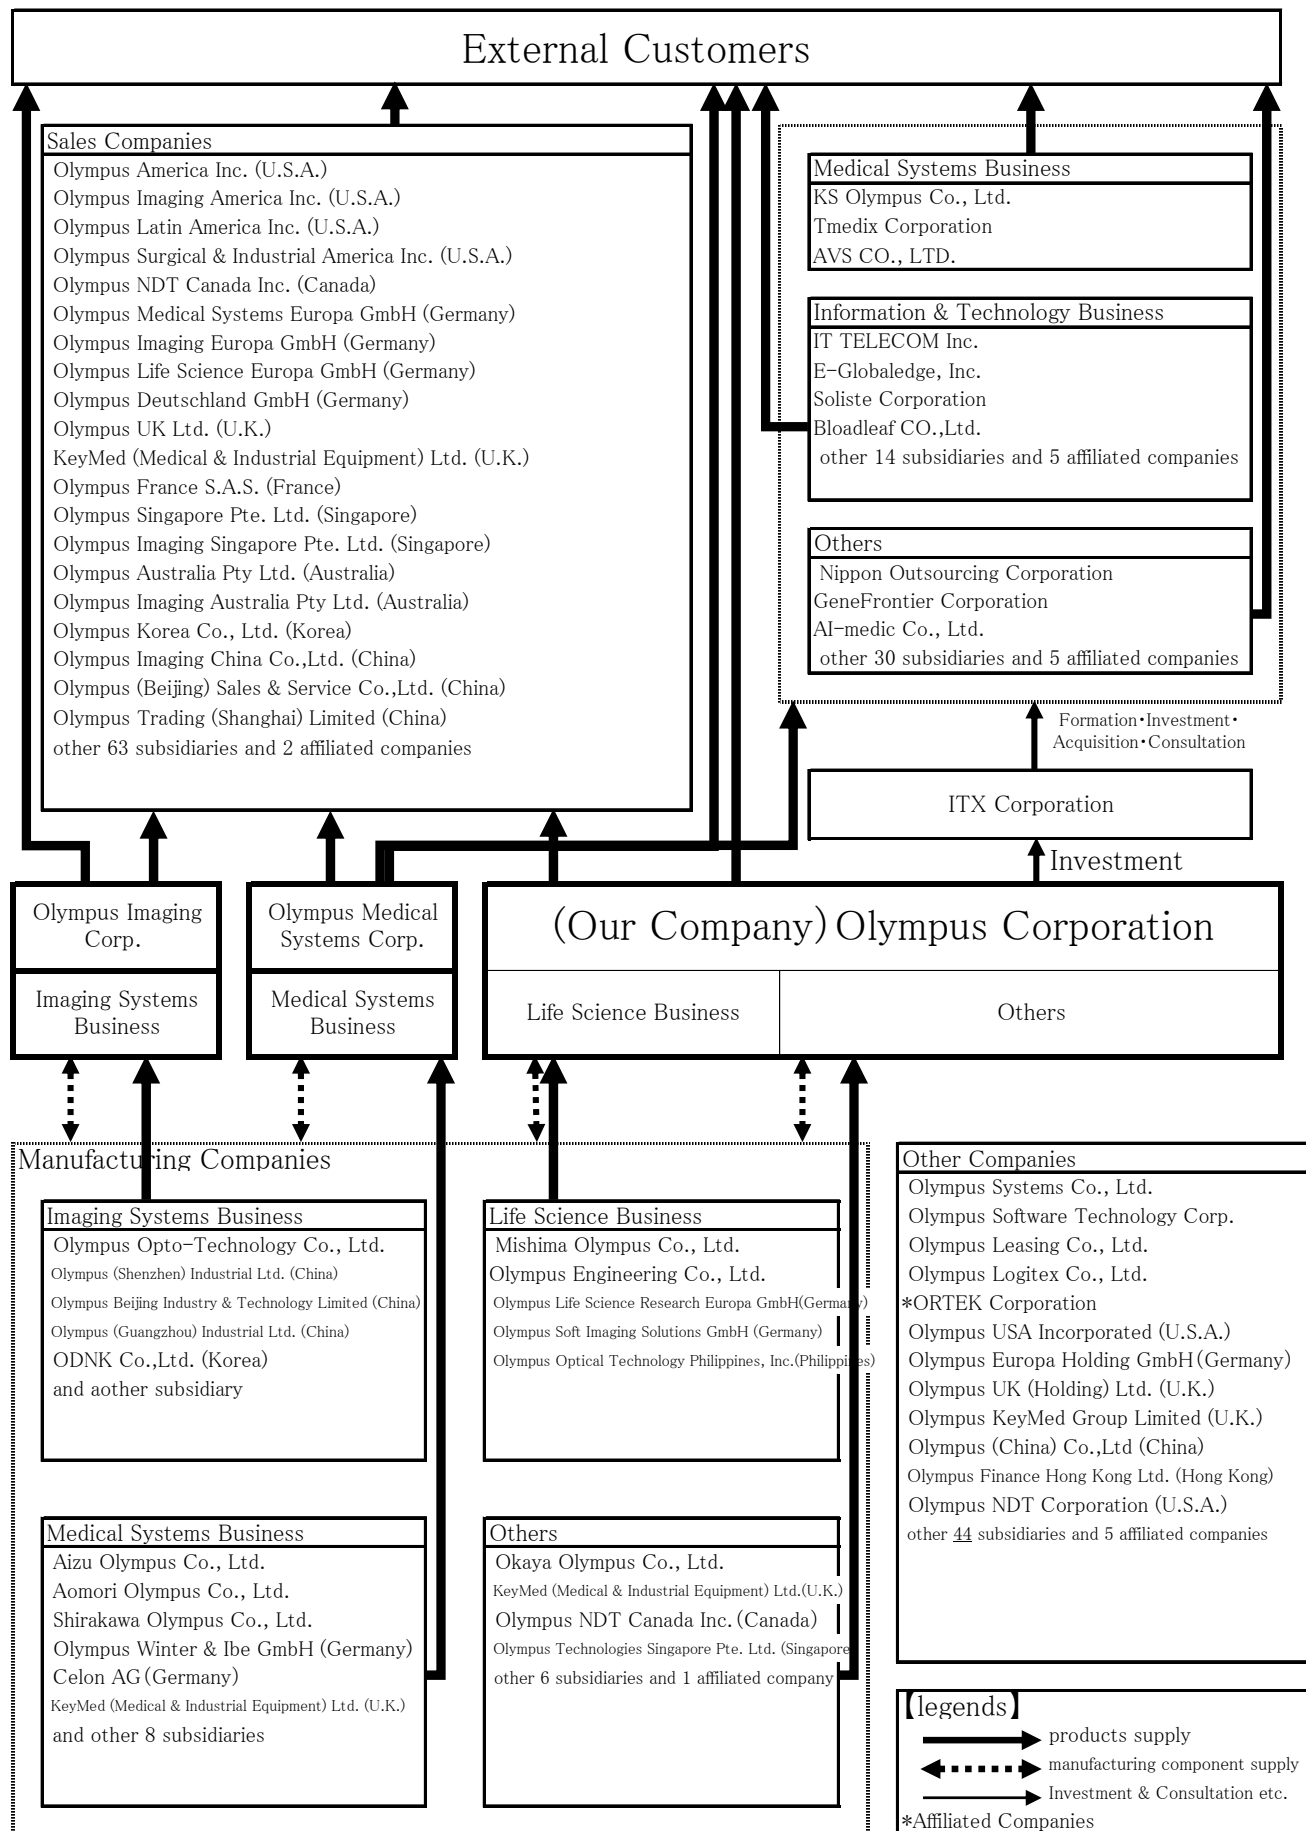 External Customers
Sales Companies
Olympus America Inc. (U.S.A.)
Olympus Imaging America Inc. (U.S.A.)
Olympus Latin America Inc. (U.S.A.)
Olympus Surgical & Industrial America Inc. (U.S.A.)
Olympus NDT Canada Inc. (Canada)
Olympus Medical Systems Europa GmbH (Germany)
Olympus Imaging Europa GmbH (Germany)
Olympus Life Science Europa GmbH (Germany)
Olympus Deutschland GmbH (Germany)
Olympus UK Ltd. (U.K.)
KeyMed (Medical & Industrial Equipment) Ltd. (U.K.)
Olympus France S.A.S. (France)
Olympus Singapore Pte. Ltd. (Singapore)
Olympus Imaging Singapore Pte. Ltd. (Singapore)
Olympus Australia Pty Ltd. (Australia)
Olympus Imaging Australia Pty Ltd. (Australia)
Olympus Korea Co., Ltd. (Korea)
Olympus Imaging China Co.,Ltd. (China)
Olympus (Beijing) Sales & Service Co.,Ltd. (China)
Olympus Trading (Shanghai) Limited (China)
other 63 subsidiaries and 2 affiliated companies
Medical Systems Business
KS Olympus Co., Ltd.
Tmedix Corporation
AVS CO., LTD.
Information & Technology Business
IT TELECOM Inc.
E-Globaledge, Inc.
Soliste Corporation
Bloadleaf CO.,Ltd.
other 14 subsidiaries and 5 affiliated companies
Others
Nippon Outsourcing Corporation
GeneFrontier Corporation
AI-medic Co., Ltd.
other 30 subsidiaries and 5 affiliated companies
Formation・Investment・
Acquisition・Consultation
ITX Corporation
Investment
Olympus Imaging
Corp.
Imaging Systems
Business
Olympus Medical
Systems Corp.
Medical Systems
Business
(Our Company) Olympus Corporation
Life Science Business
Others
Manufacturing Companies
Imaging Systems Business
Olympus Opto-Technology Co., Ltd.
Olympus (Shenzhen) Industrial Ltd. (China)
Olympus Beijing Industry & Technology Limited (China)
Olympus (Guangzhou) Industrial Ltd. (China)
ODNK Co.,Ltd. (Korea)
and aother subsidiary
Life Science Business
Mishima Olympus Co., Ltd.
Olympus Engineering Co., Ltd.
Olympus Life Science Research Europa GmbH(Germany)
Olympus Soft Imaging Solutions GmbH (Germany)
Olympus Optical Technology Philippines, Inc.(Philippines)
Medical Systems Business
Aizu Olympus Co., Ltd.
Aomori Olympus Co., Ltd.
Shirakawa Olympus Co., Ltd.
Olympus Winter & Ibe GmbH (Germany)
Celon AG (Germany)
KeyMed (Medical & Industrial Equipment) Ltd. (U.K.)
and other 8 subsidiaries
Others
Okaya Olympus Co., Ltd.
KeyMed (Medical & Industrial Equipment) Ltd.(U.K.)
Olympus NDT Canada Inc. (Canada)
Olympus Technologies Singapore Pte. Ltd. (Singapore
other 6 subsidiaries and 1 affiliated company
Other Companies
Olympus Systems Co., Ltd.
Olympus Software Technology Corp.
Olympus Leasing Co., Ltd.
Olympus Logitex Co., Ltd.
*ORTEK Corporation
Olympus USA Incorporated (U.S.A.)
Olympus Europa Holding GmbH (Germany)
Olympus UK (Holding) Ltd. (U.K.)
Olympus KeyMed Group Limited (U.K.)
Olympus (China) Co.,Ltd (China)
Olympus Finance Hong Kong Ltd. (Hong Kong)
Olympus NDT Corporation (U.S.A.)
other 44 subsidiaries and 5 affiliated companies
【legends】
products supply
manufacturing component supply
Investment & Consultation etc.
*Affiliated Companies